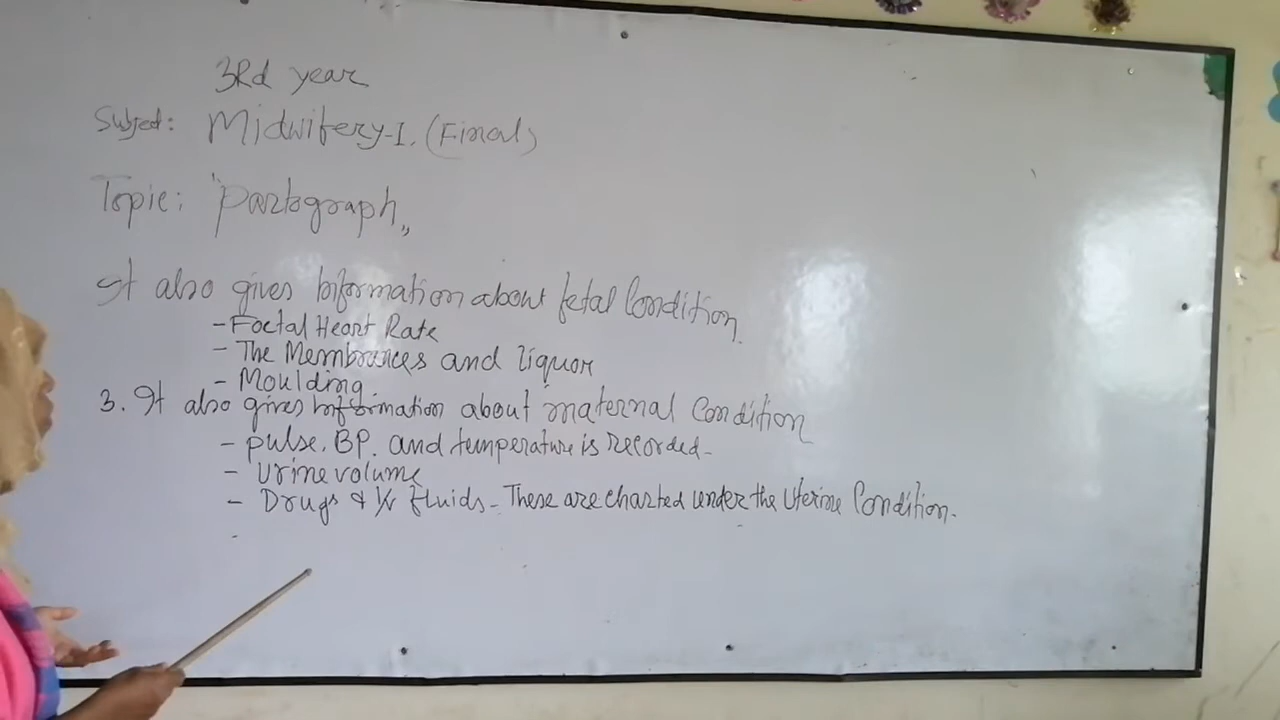 3Rd year
Subject: Midwifery-I. (Final)
Topic: "Partograph"
It also gives Information about fetal Condition.
- Foetal Heart Rate
- The Membrances and liquor
- Moulding
3. It also gives Information about maternal Condition
- pulse, BP. and temperature is recorded-
- Urine volume
- Drugs & I/V fluids - These are charted under the Uterine Condition.
-